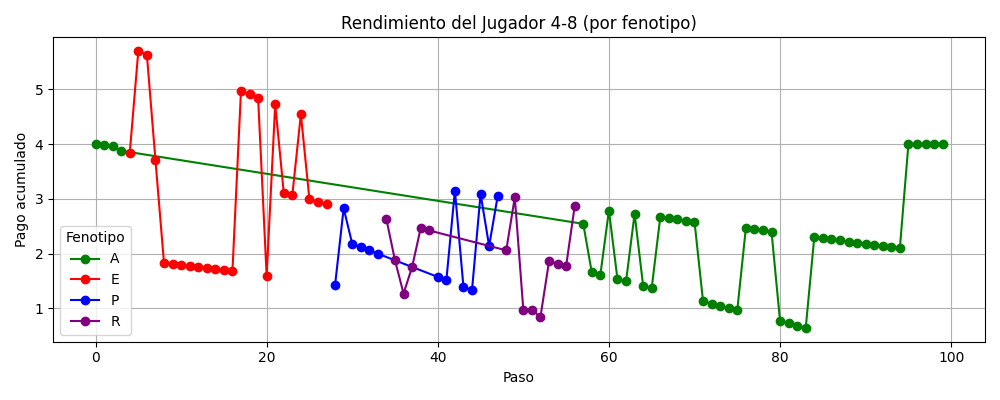 Rendimiento del Jugador 4-8 (por fenotipo)
Pago acumulado
5
4
3
2
1
Fenotipo
A
E
P
R
0 20 40 60 80 100
Paso